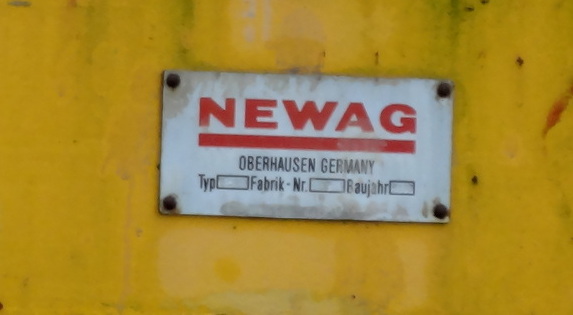 NEWAG
OBERHAUSEN GERMANY
Typ Fabrik-Nr. Baujahr